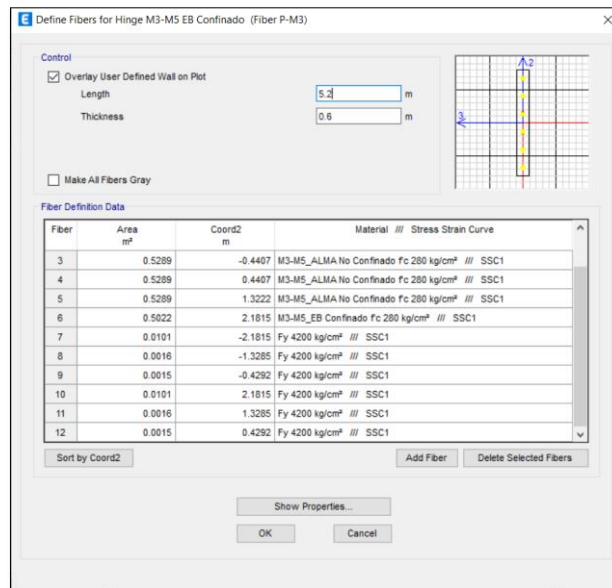 E Define Fibers for Hinge M3-M5 EB Confinado (Fiber P-M3)
Control
Overlay User Defined Wall on Plot
Length 5.2 m
Thickness 0.6 m
Make All Fibers Gray
2
3
Fiber Definition Data
Fiber Area Coord2 Material /// Stress Strain Curve
m² m
3 0.5289 -0.4407 M3-M5_ALMA No Confinado f'c 280 kg/cm² /// SSC1
4 0.5289 0.4407 M3-M5_ALMA No Confinado f'c 280 kg/cm² /// SSC1
5 0.5289 1.3222 M3-M5_ALMA No Confinado f'c 280 kg/cm² /// SSC1
6 0.5022 2.1815 M3-M5_EB Confinado f'c 280 kg/cm² /// SSC1
7 0.0101 -2.1815 Fy 4200 kg/cm² /// SSC1
8 0.0016 -1.3285 Fy 4200 kg/cm² /// SSC1
9 0.0015 -0.4292 Fy 4200 kg/cm² /// SSC1
10 0.0101 2.1815 Fy 4200 kg/cm² /// SSC1
11 0.0016 1.3285 Fy 4200 kg/cm² /// SSC1
12 0.0015 0.4292 Fy 4200 kg/cm² /// SSC1
Sort by Coord2 Add Fiber Delete Selected Fibers
Show Properties...
OK Cancel